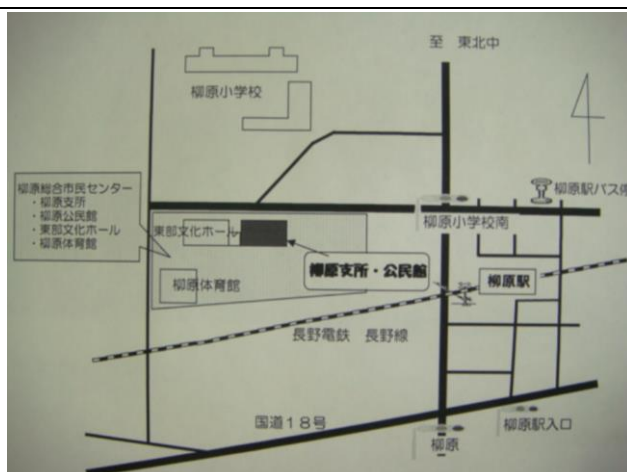 至 東北中
柳原小学校
柳原総合市民センター
・柳原支所
・柳原公民館
・東部文化ホール
・柳原体育館
柳原駅バス停
東部文化ホール
柳原小学校南
柳原支所・公民館
柳原駅
柳原体育館
長野電鉄 長野線
国道18号
柳原
柳原駅入口